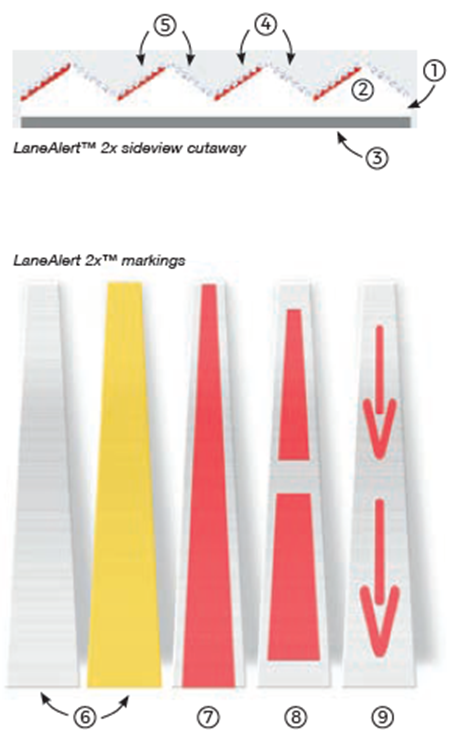 ⑤ ④
①
②
③
LaneAlert™ 2x sideview cutaway
LaneAlert 2x™ markings
⑥ ⑦ ⑧ ⑨